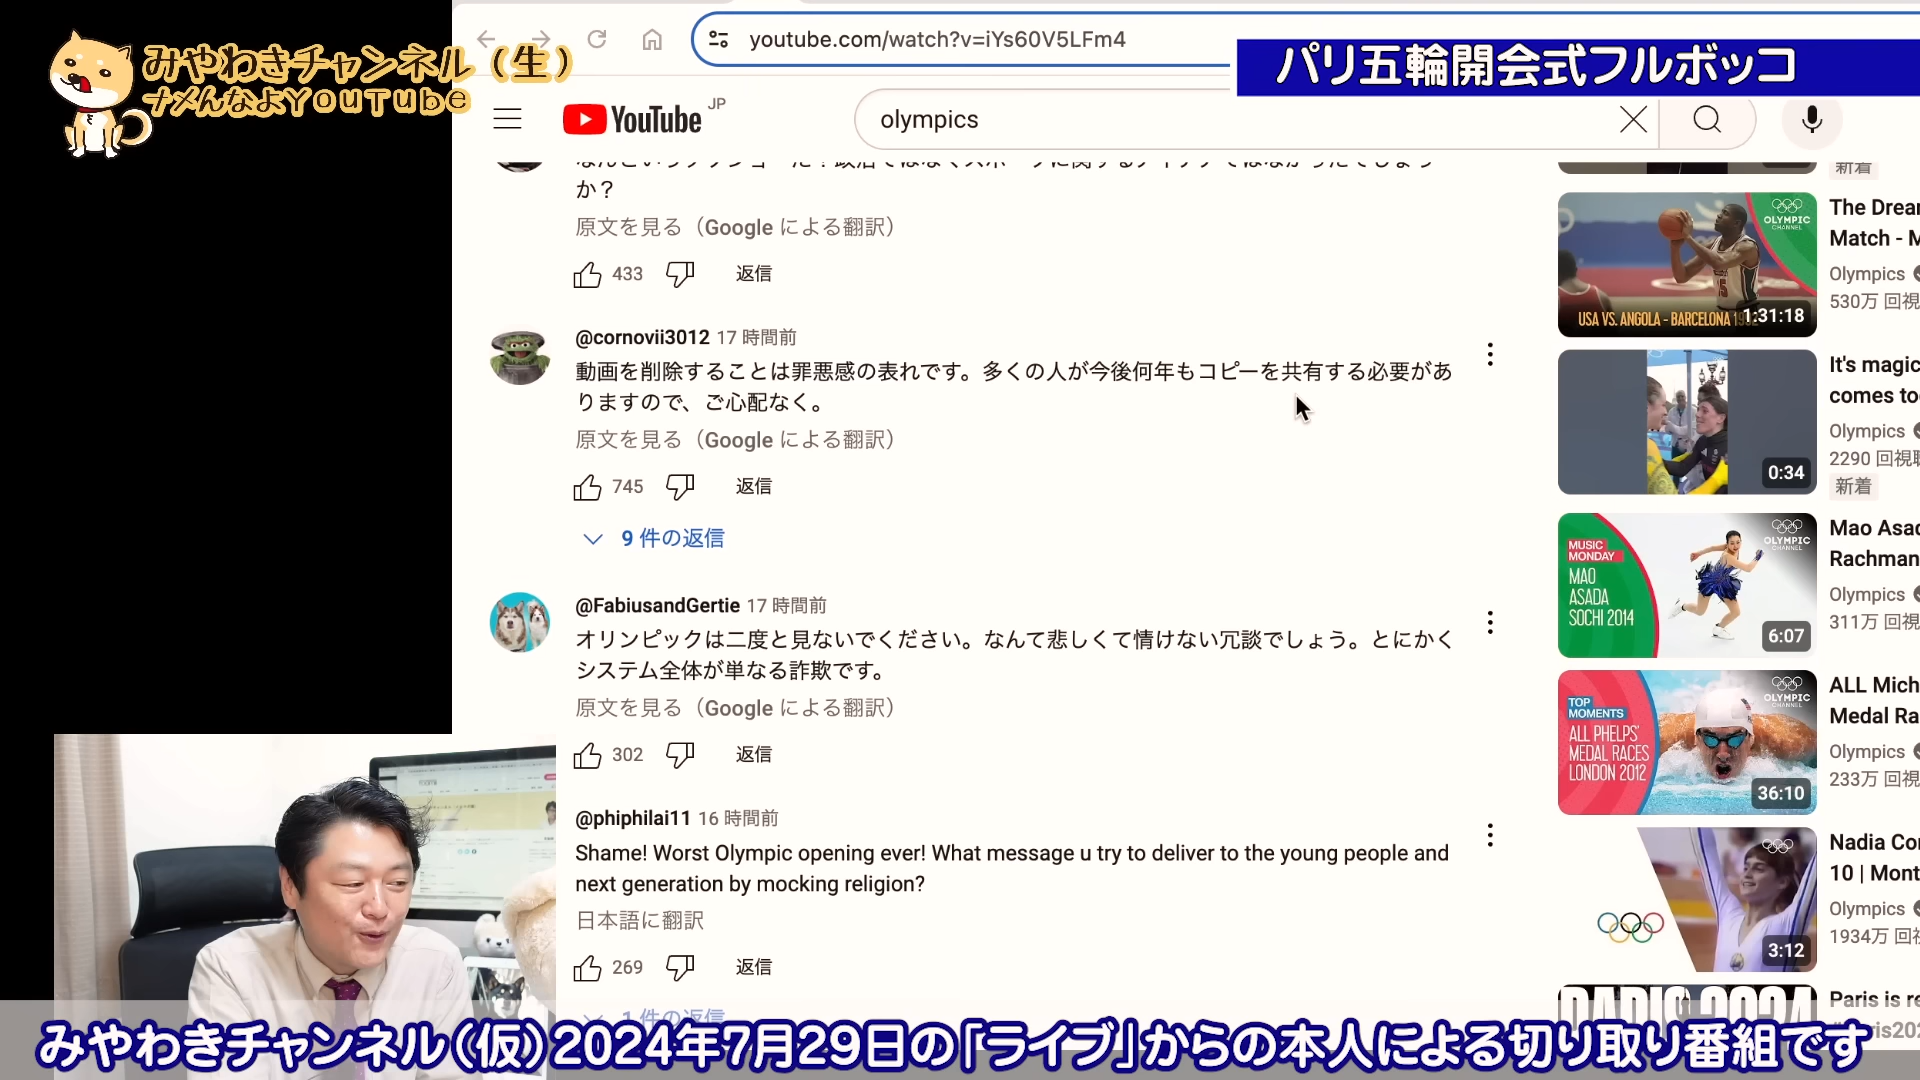 みやわきチャンネル（生）
ナメんなよYouTube
youtube.com/watch?v=iYs60V5LFm4
パリ五輪開会式フルボッコ
YouTube JP
olympics
か？
原文を見る（Google による翻訳）
433 返信
@cornovii3012 17 時間前
動画を削除することは罪悪感の表れです。多くの人が今後何年もコピーを共有する必要があ
りますので、ご心配なく。
原文を見る（Google による翻訳）
745 返信
9 件の返信
@FabiusandGertie 17 時間前
オリンピックは二度と見ないでください。なんて悲しくて情けない冗談でしょう。とにかく
システム全体が単なる詐欺です。
原文を見る（Google による翻訳）
302 返信
@phiphilai11 16 時間前
Shame! Worst Olympic opening ever! What message u try to deliver to the young people and
next generation by mocking religion?
日本語に翻訳
269 返信
1 件の返信
新着
OLYMPIC
CHANNEL
USA VS. ANGOLA - BARCELONA
1:31:18
The Drea
Match - M
Olympics
530万 回視
0:34
It's magic
comes to
Olympics
2290 回視
新着
MUSIC
MONDAY
MAO
ASADA
SOCHI 2014
OLYMPIC
CHANNEL
6:07
Mao Asa
Rachman
Olympics
311万 回視
TOP
MOMENTS
ALL PHELPS'
MEDAL RACES
LONDON 2012
OLYMPIC
CHANNEL
36:10
ALL Mich
Medal Ra
Olympics
233万 回視
3:12
Nadia Co
10 | Mont
Olympics
1934万 回視
PARIS 2024
Paris is r
みやわきチャンネル（仮）2024年7月29日の「ライブ」からの本人による切り取り番組です